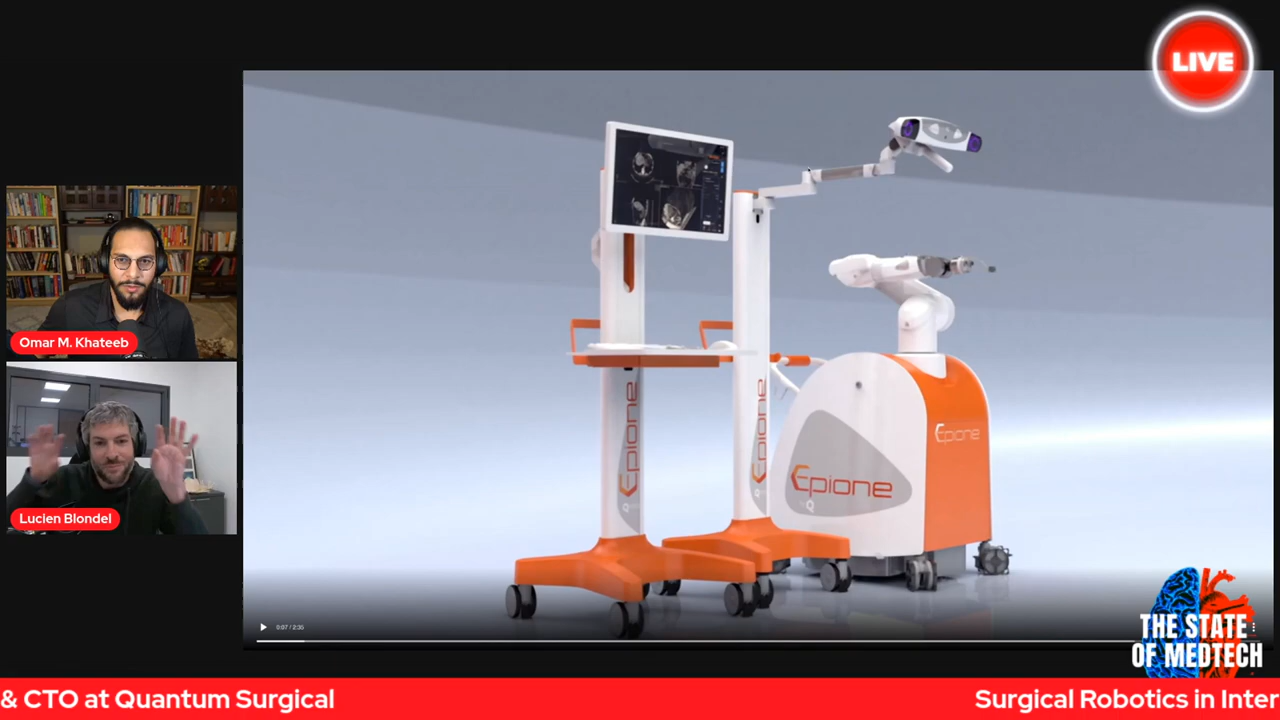 LIVE
Omar M. Khateeb
Lucien Blondel
Epione
Epione
Epione
Epione
0:07 / 2:35
THE STATE
OF MEDTECH
& CTO at Quantum Surgical
Surgical Robotics in Inter